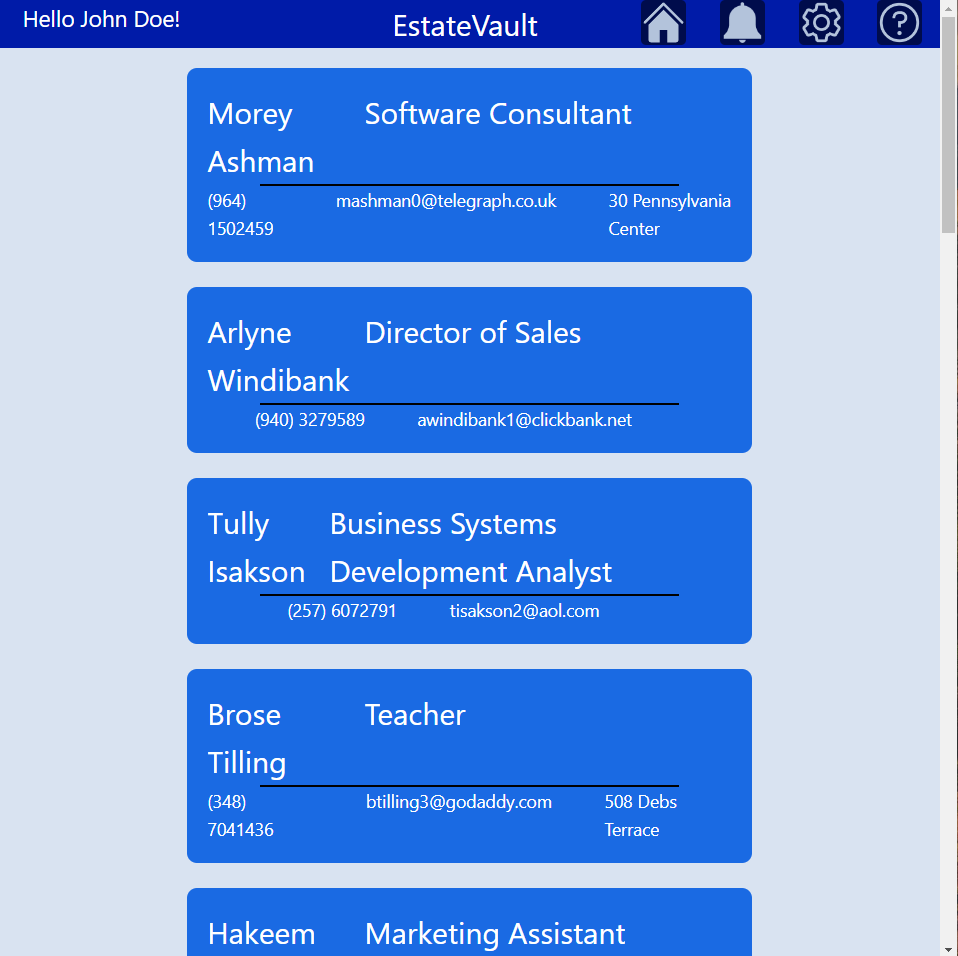 Hello John Doe!
EstateVault
?
Morey Software Consultant
Ashman
(964) mashman0@telegraph.co.uk 30 Pennsylvania
1502459 Center
Arlyne Director of Sales
Windibank
(940) 3279589 awindibank1@clickbank.net
Tully Business Systems
Isakson Development Analyst
(257) 6072791 tisakson2@aol.com
Brose Teacher
Tilling
(348) btilling3@godaddy.com 508 Debs
7041436 Terrace
Hakeem Marketing Assistant